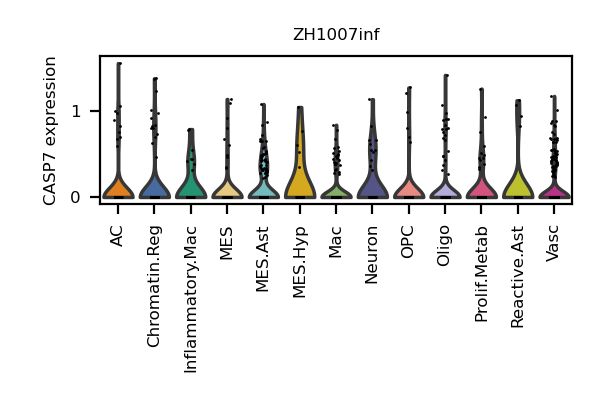 ZH1007inf
CASP7 expression
1
0
AC
Chromatin.Reg
Inflammatory.Mac
MES
MES.Ast
MES.Hyp
Mac
Neuron
OPC
Oligo
Prolif.Metab
Reactive.Ast
Vasc